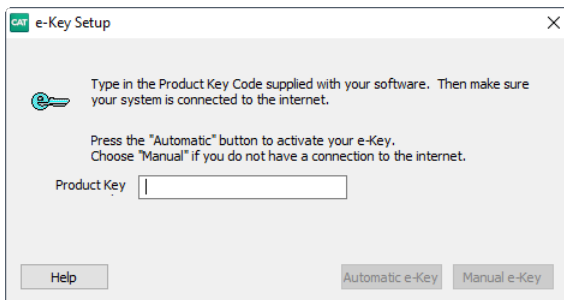 CAT e-Key Setup
Type in the Product Key Code supplied with your software. Then make sure
your system is connected to the internet.
Press the "Automatic" button to activate your e-Key.
Choose "Manual" if you do not have a connection to the internet.
Product Key
Help Automatic e-Key Manual e-Key